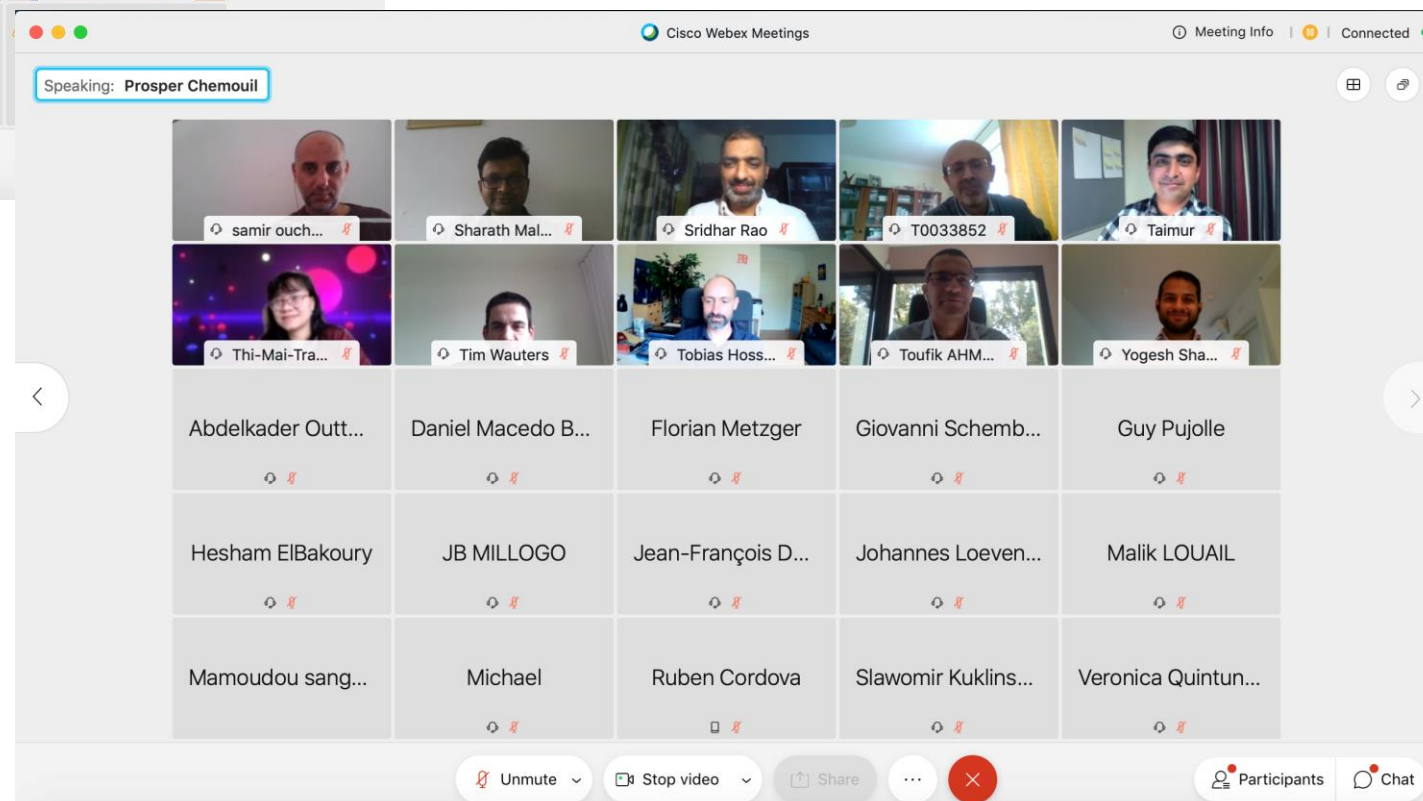 Cisco Webex Meetings
Meeting Info
Connected
Speaking: Prosper Chemouil
samir ouch...
Sharath Mal...
Sridhar Rao
T0033852
Taimur
Thi-Mai-Tra...
Tim Wauters
Tobias Hoss...
Toufik AHM...
Yogesh Sha...
Abdelkader Outt...
Daniel Macedo B...
Florian Metzger
Giovanni Schemb...
Guy Pujolle
Hesham ElBakoury
JB MILLOGO
Jean-François D...
Johannes Loeven...
Malik LOUAIL
Mamoudou sang...
Michael
Ruben Cordova
Slawomir Kuklins...
Veronica Quintun...
Unmute
Stop video
Share
Participants
Chat